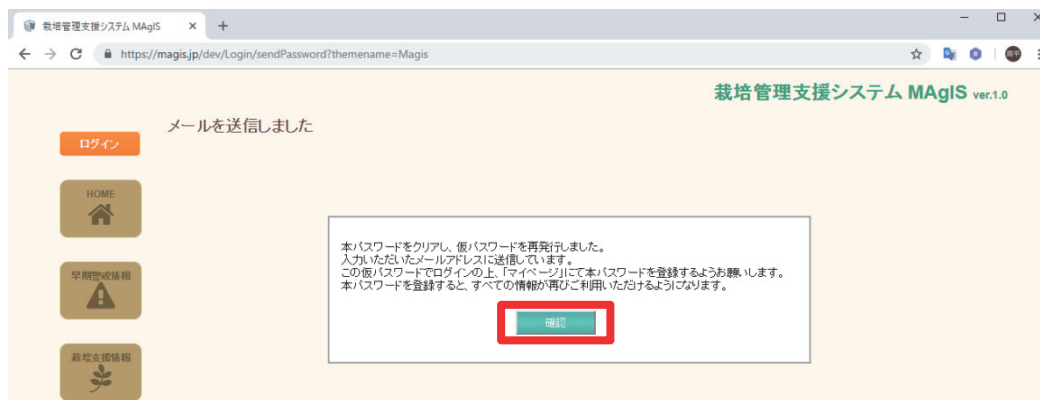 栽培管理支援システム MAgIS
https://magis.jp/dev/Login/sendPassword?themename=Magis
栽培管理支援システム MAgIS ver.1.0
メールを送信しました
ログイン
HOME
早期警戒情報
栽培支援情報
本パスワードをクリアし、仮パスワードを再発行しました。
入力いただいたメールアドレスに送信しています。
この仮パスワードでログインの上、「マイページ」にて本パスワードを登録するようお願いします。
本パスワードを登録すると、すべての情報が再びご利用いただけるようになります。
確認